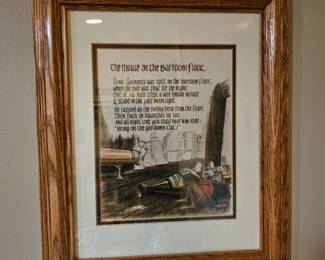 The Mouse on the Barroom Floor
Some Guinness was spilt on the barroom floor,
when the pub was shut for the night.
Out of his hole crept a wee brown mouse
& stood in the pale moonlight.
He lapped up the frothy brew from the floor,
Then back on haunches he sat.
And all night long you could hear him roar;
"Bring on the goddamn Cat!"